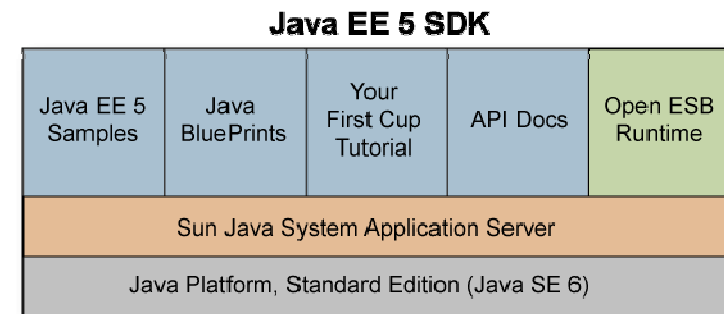 Java EE 5 SDK
Java EE 5
Samples
Java
BluePrints
Your
First Cup
Tutorial
API Docs
Open ESB
Runtime
Sun Java System Application Server
Java Platform, Standard Edition (Java SE 6)